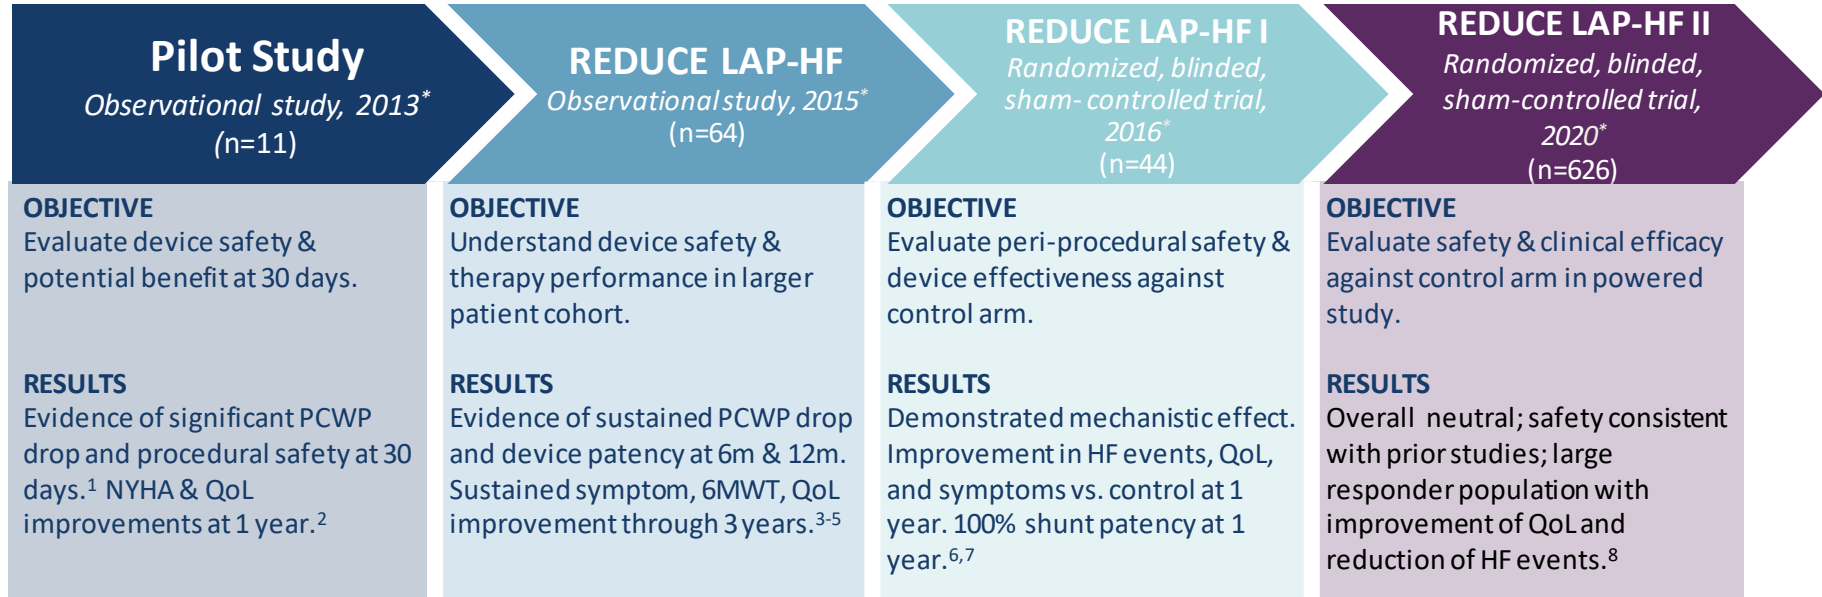 Pilot Study
Observational study, 2013*
(n=11)
OBJECTIVE
Evaluate device safety &
potential benefit at 30 days.
RESULTS
Evidence of significant PCWP
drop and procedural safety at 30
days.1 NYHA & QoL
improvements at 1 year.2
REDUCE LAP-HF
Observational study, 2015*
(n=64)
OBJECTIVE
Understand device safety &
therapy performance in larger
patient cohort.
RESULTS
Evidence of sustained PCWP drop
and device patency at 6m & 12m.
Sustained symptom, 6MWT, QoL
improvement through 3 years.3-5
REDUCE LAP-HF I
Randomized, blinded,
sham- controlled trial,
2016*
(n=44)
OBJECTIVE
Evaluate peri-procedural safety &
device effectiveness against
control arm.
RESULTS
Demonstrated mechanistic effect.
Improvement in HF events, QoL,
and symptoms vs. control at 1
year. 100% shunt patency at 1
year.6,7
REDUCE LAP-HF II
Randomized, blinded,
sham-controlled trial,
2020*
(n=626)
OBJECTIVE
Evaluate safety & clinical efficacy
against control arm in powered
study.
RESULTS
Overall neutral; safety consistent
with prior studies; large
responder population with
improvement of QoL and
reduction of HF events.8